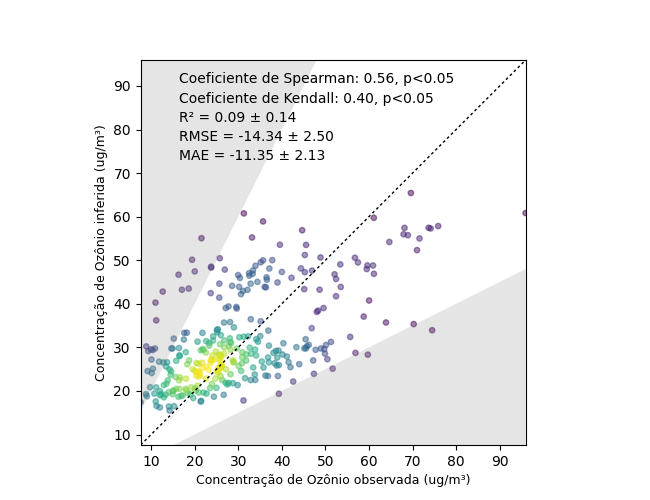 Coeficiente de Spearman: 0.56, p<0.05
Coeficiente de Kendall: 0.40, p<0.05
R² = 0.09 ± 0.14
RMSE = -14.34 ± 2.50
MAE = -11.35 ± 2.13
Concentração de Ozônio inferida (ug/m³)
90
80
70
60
50
40
30
20
10
10 20 30 40 50 60 70 80 90
Concentração de Ozônio observada (ug/m³)